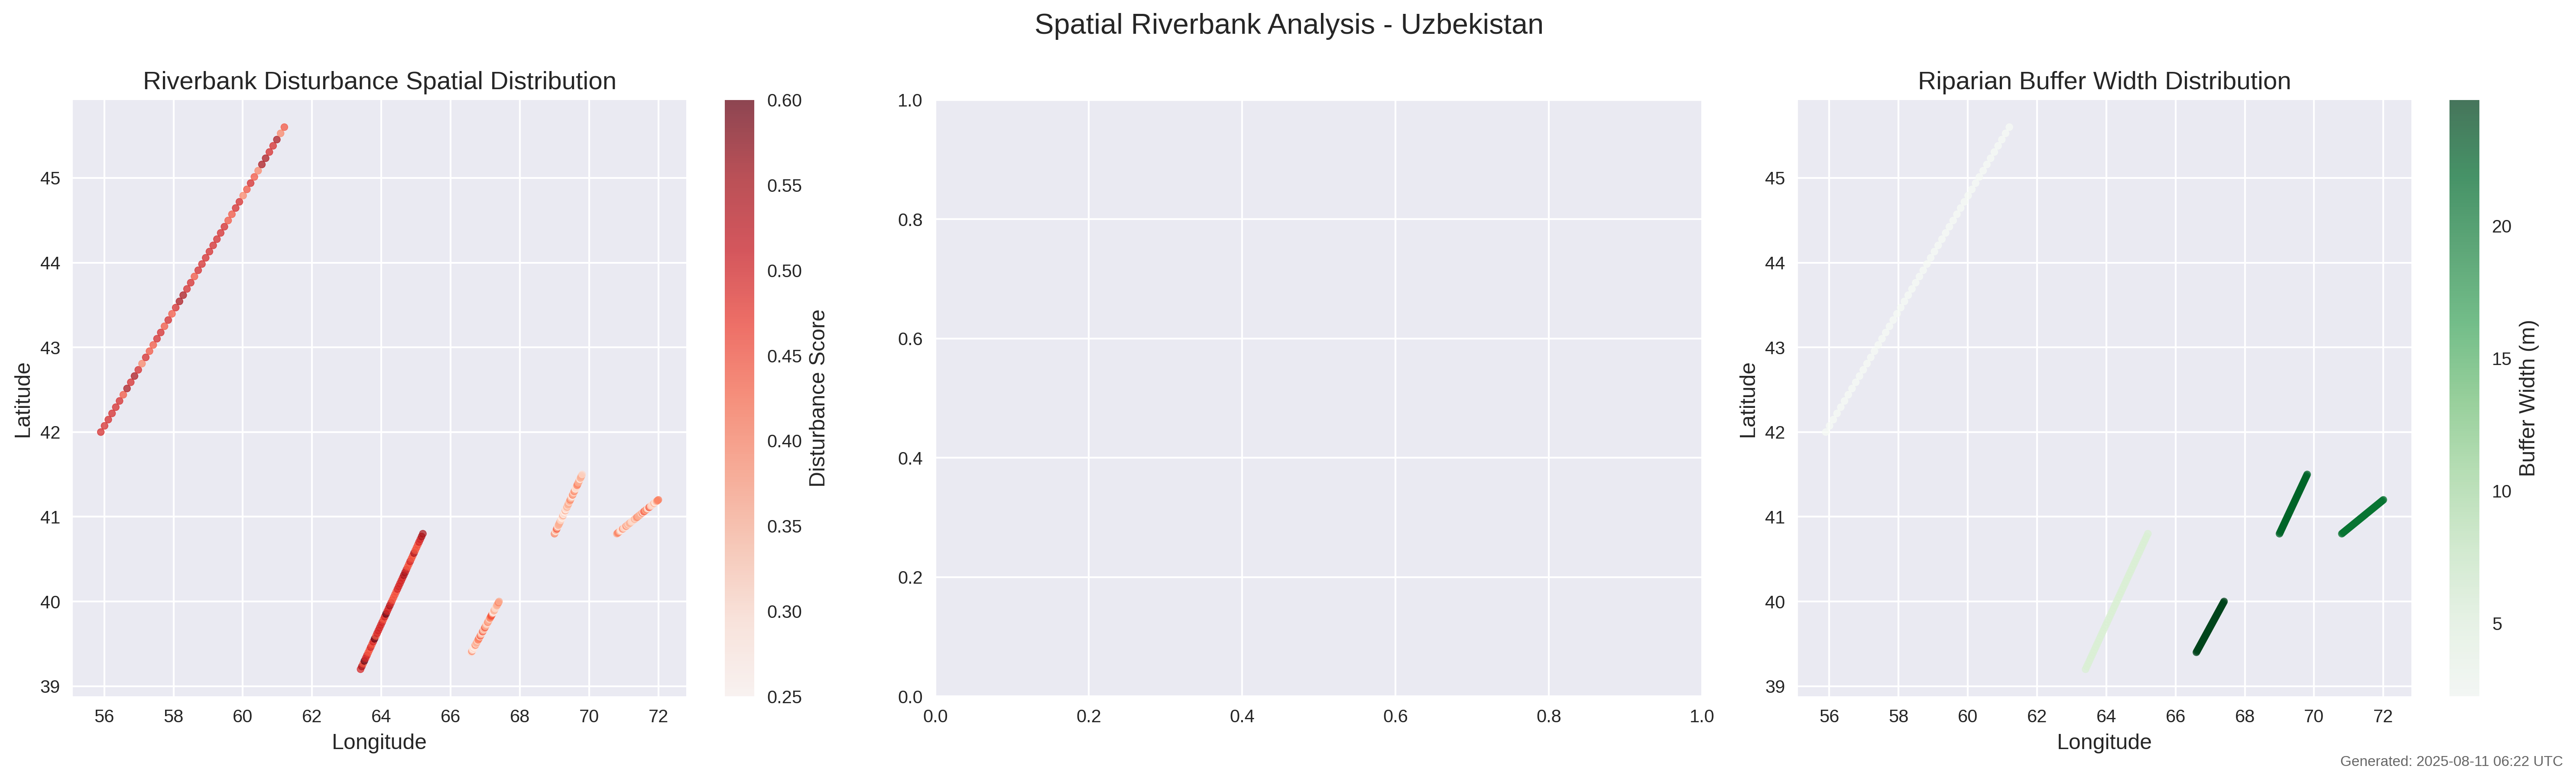 Spatial Riverbank Analysis - Uzbekistan
Riverbank Disturbance Spatial Distribution
45
44
43
42
41
40
39
Latitude
56 58 60 62 64 66 68 70 72
Longitude
0.60
0.55
0.50
0.45
0.40
0.35
0.30
0.25
Disturbance Score
1.0
0.8
0.6
0.4
0.2
0.0
0.0 0.2 0.4 0.6 0.8 1.0
Riparian Buffer Width Distribution
45
44
43
42
41
40
39
Latitude
56 58 60 62 64 66 68 70 72
Longitude
20
15
10
5
Buffer Width (m)
Generated: 2025-08-11 06:22 UTC